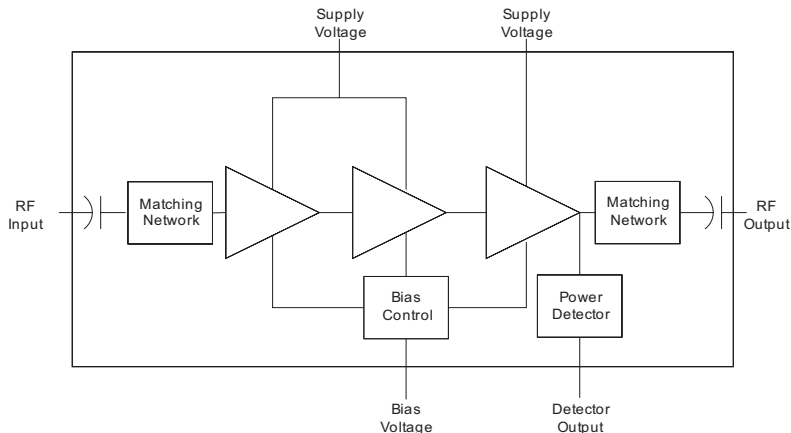 Supply
Voltage
Supply
Voltage
RF
Input
Matching
Network
Matching
Network
RF
Output
Bias
Control
Power
Detector
Bias
Voltage
Detector
Output